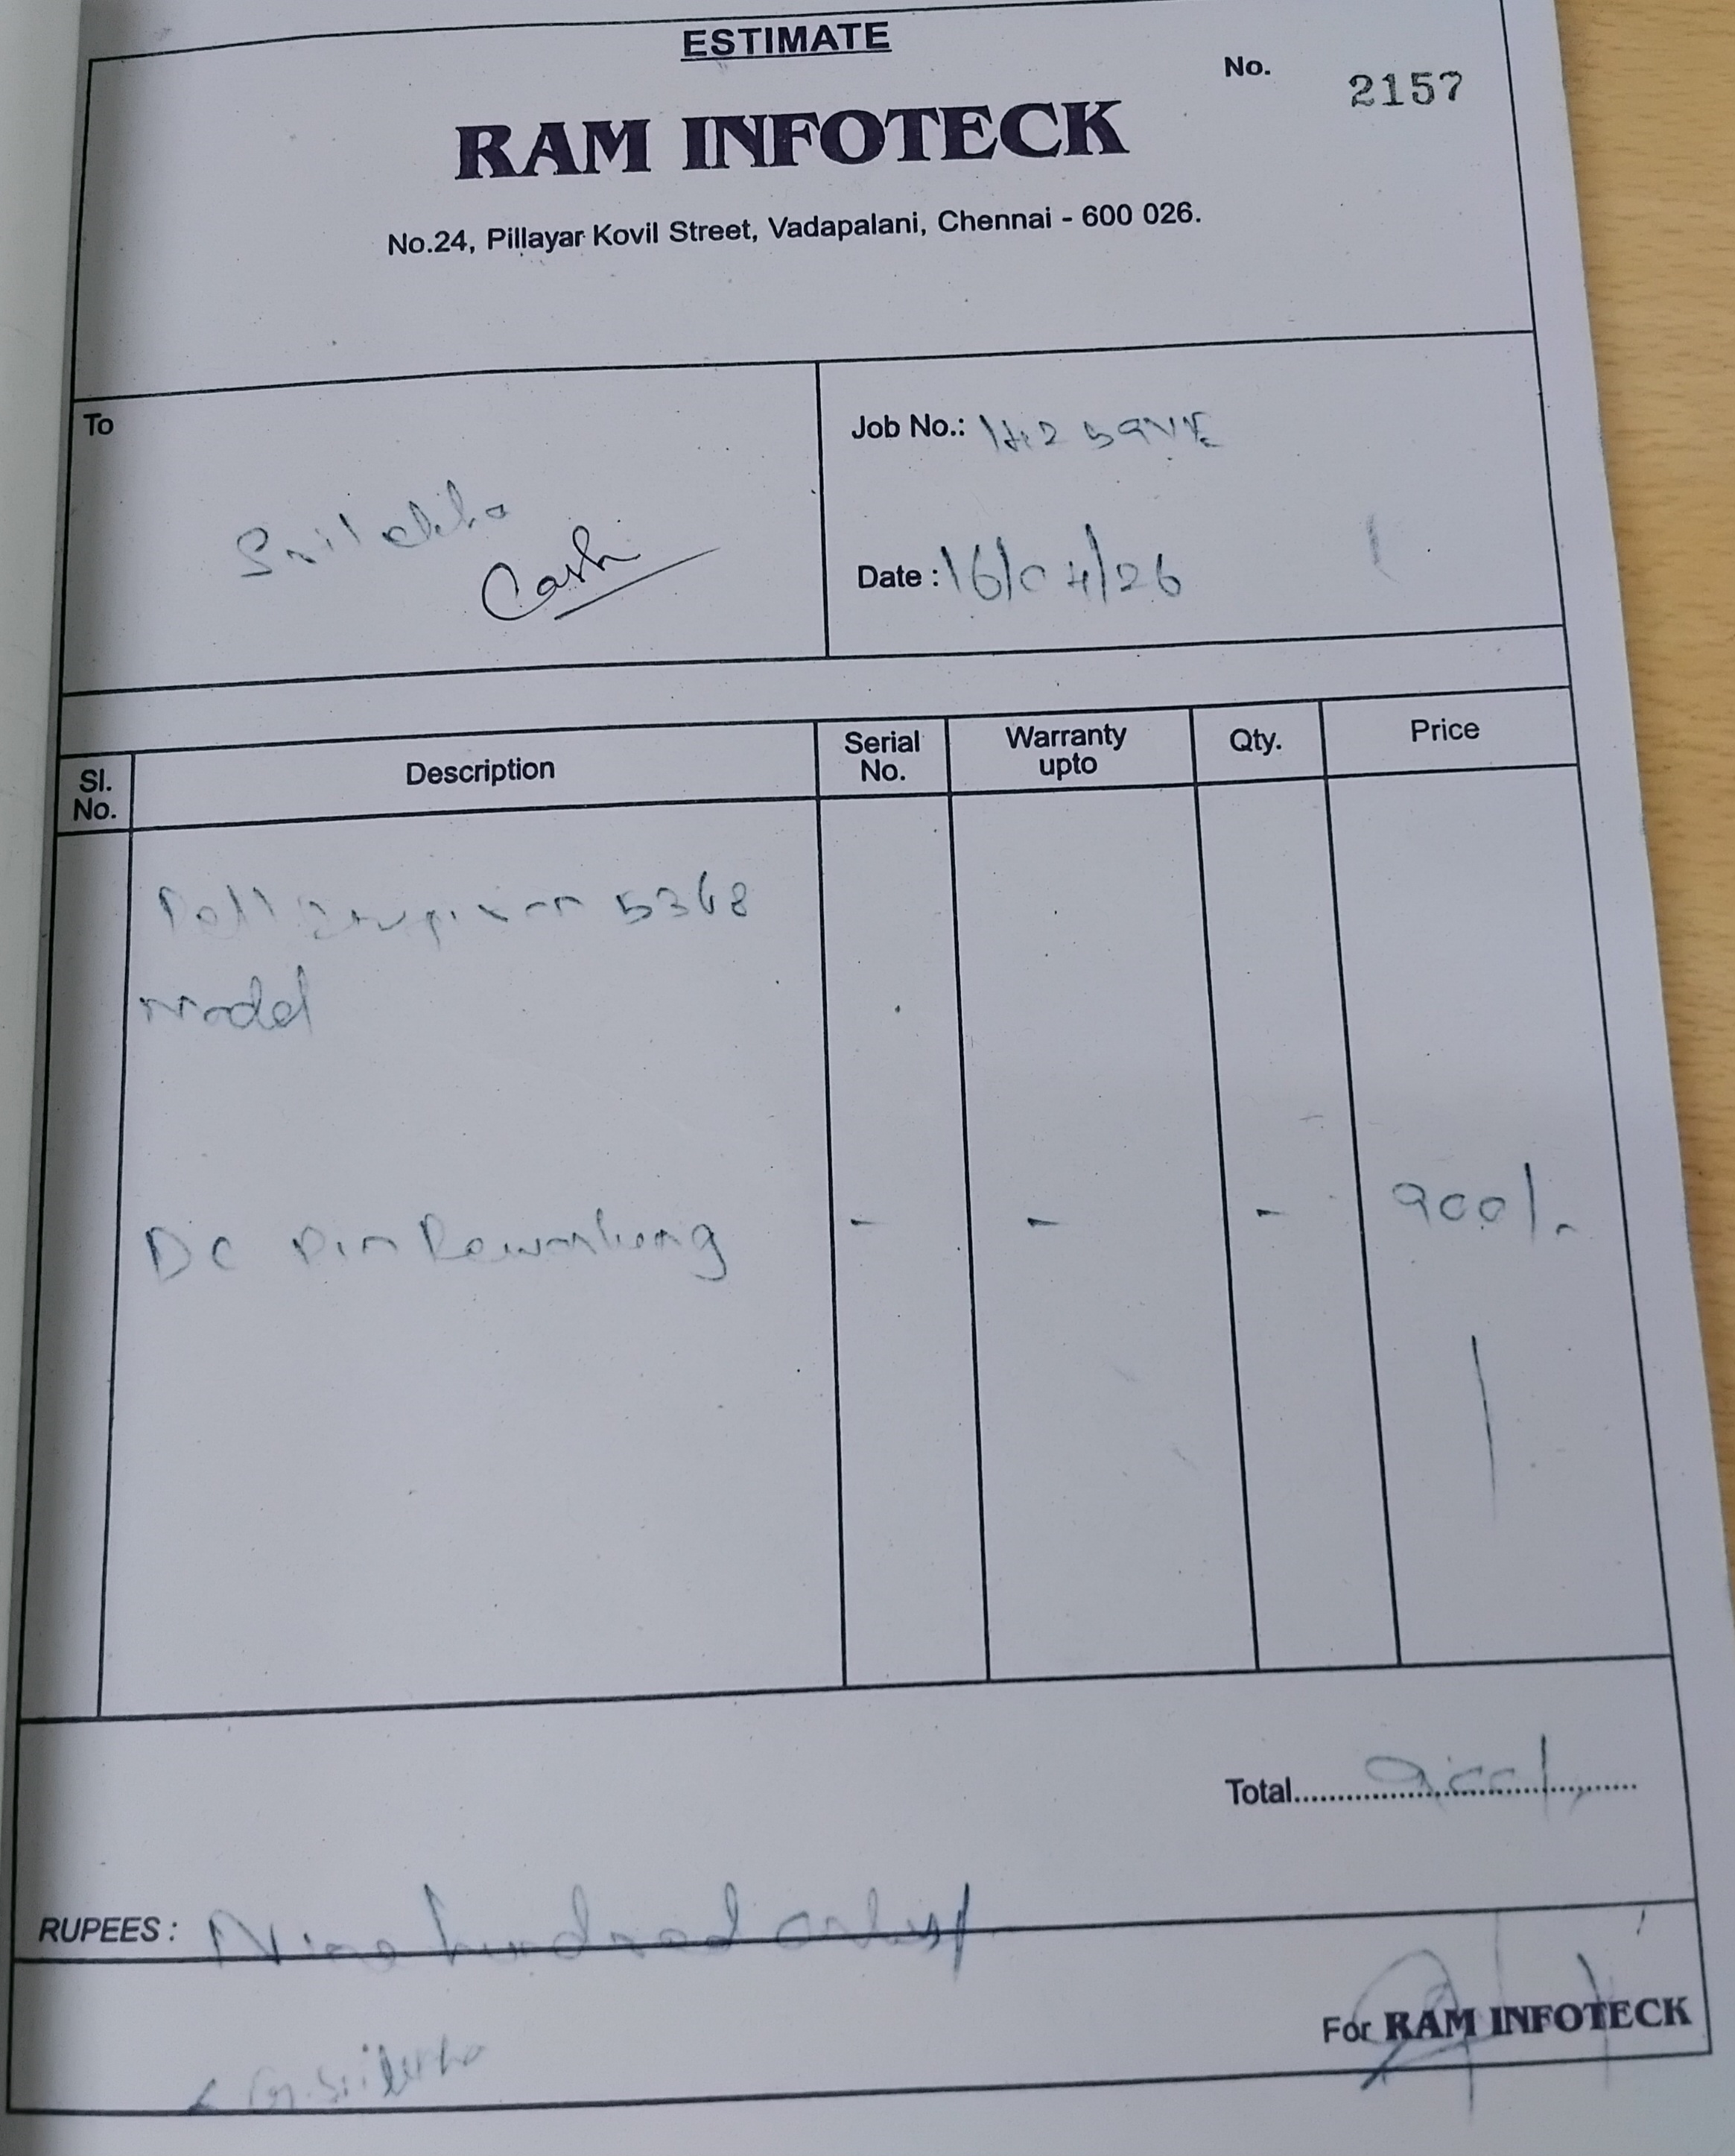 ESTIMATE
No. 2157
RAM INFOTECK
No.24, Pillayar Kovil Street, Vadapalani, Chennai - 600 026.
To
Srilekha
Cash
Job No.:
Date : 16/04/26
Sl. No. Description Serial No. Warranty upto Qty. Price
Dell 5368
model
DC Pin - - - 900/-
Total 900/-
RUPEES : Nine hundred only/
For RAM INFOTECK